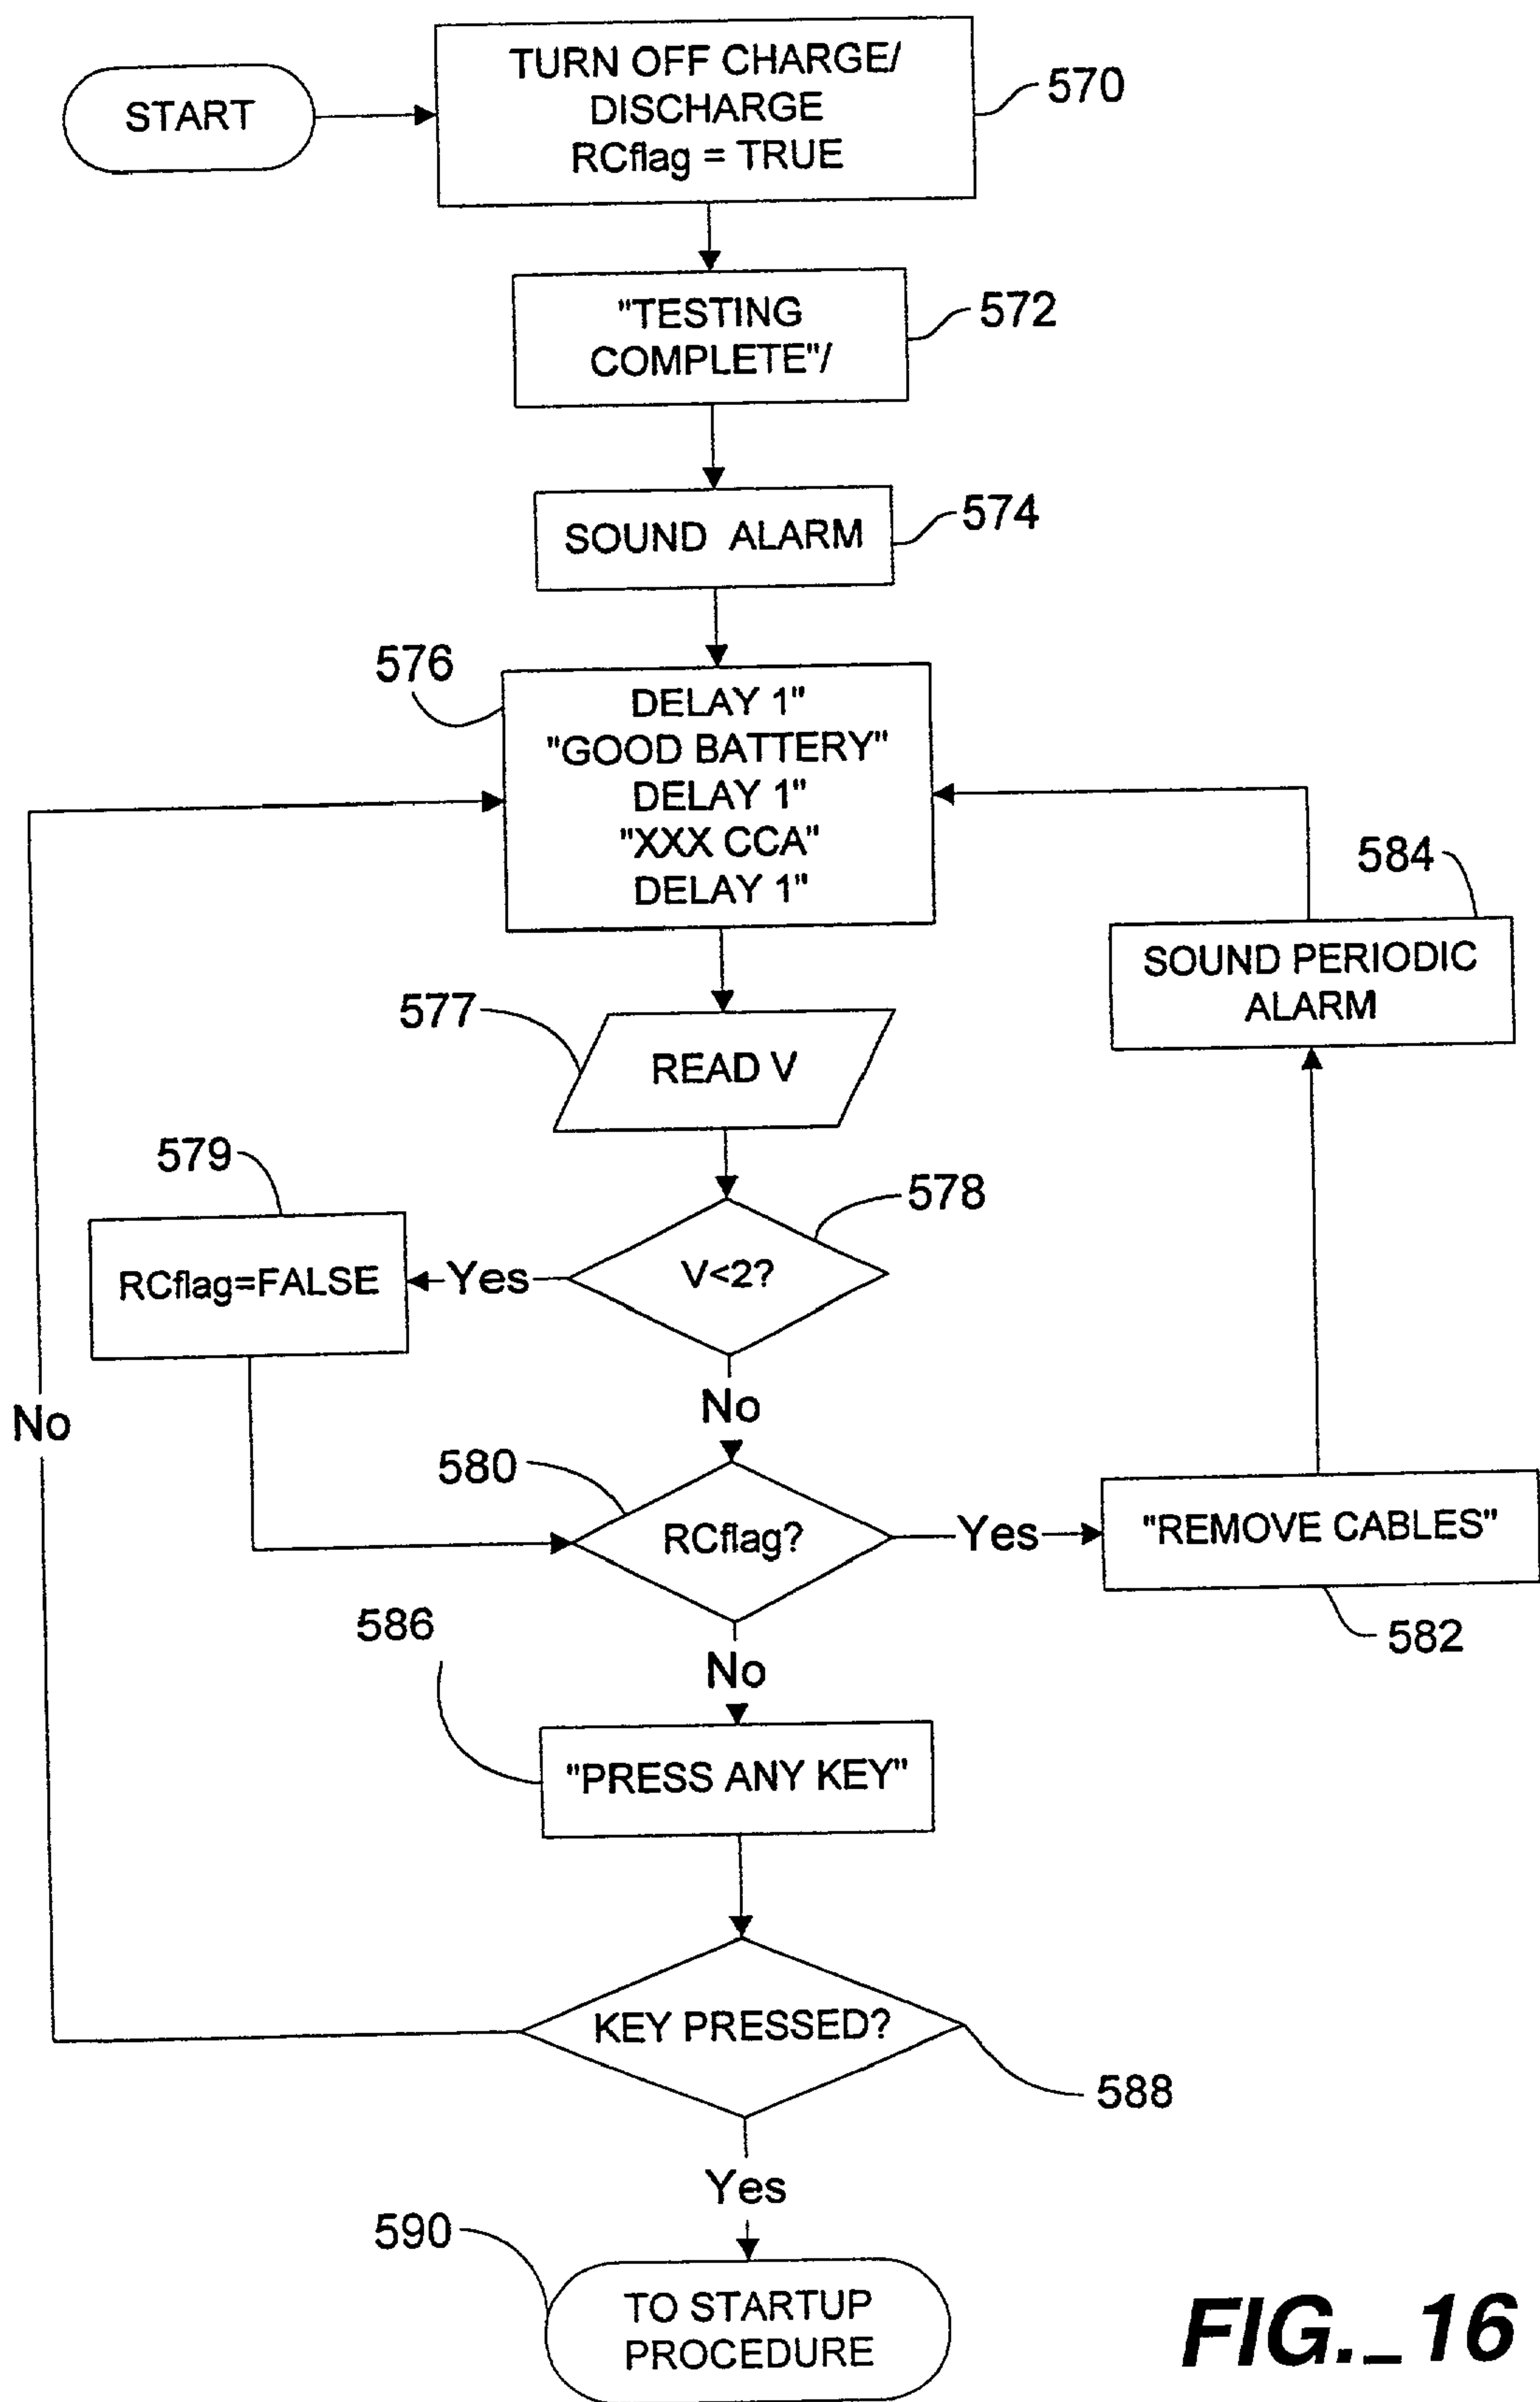 START
TURN OFF CHARGE/
DISCHARGE
RCflag = TRUE
570
"TESTING
COMPLETE"/
572
SOUND ALARM
574
576
DELAY 1"
"GOOD BATTERY"
DELAY 1"
"XXX CCA"
DELAY 1"
584
SOUND PERIODIC
ALARM
577
READ V
579
578
RCflag=FALSE
Yes
V<2?
No
No
580
RCflag?
Yes
"REMOVE CABLES"
582
586
No
"PRESS ANY KEY"
KEY PRESSED?
588
Yes
590
TO STARTUP
PROCEDURE
FIG._16